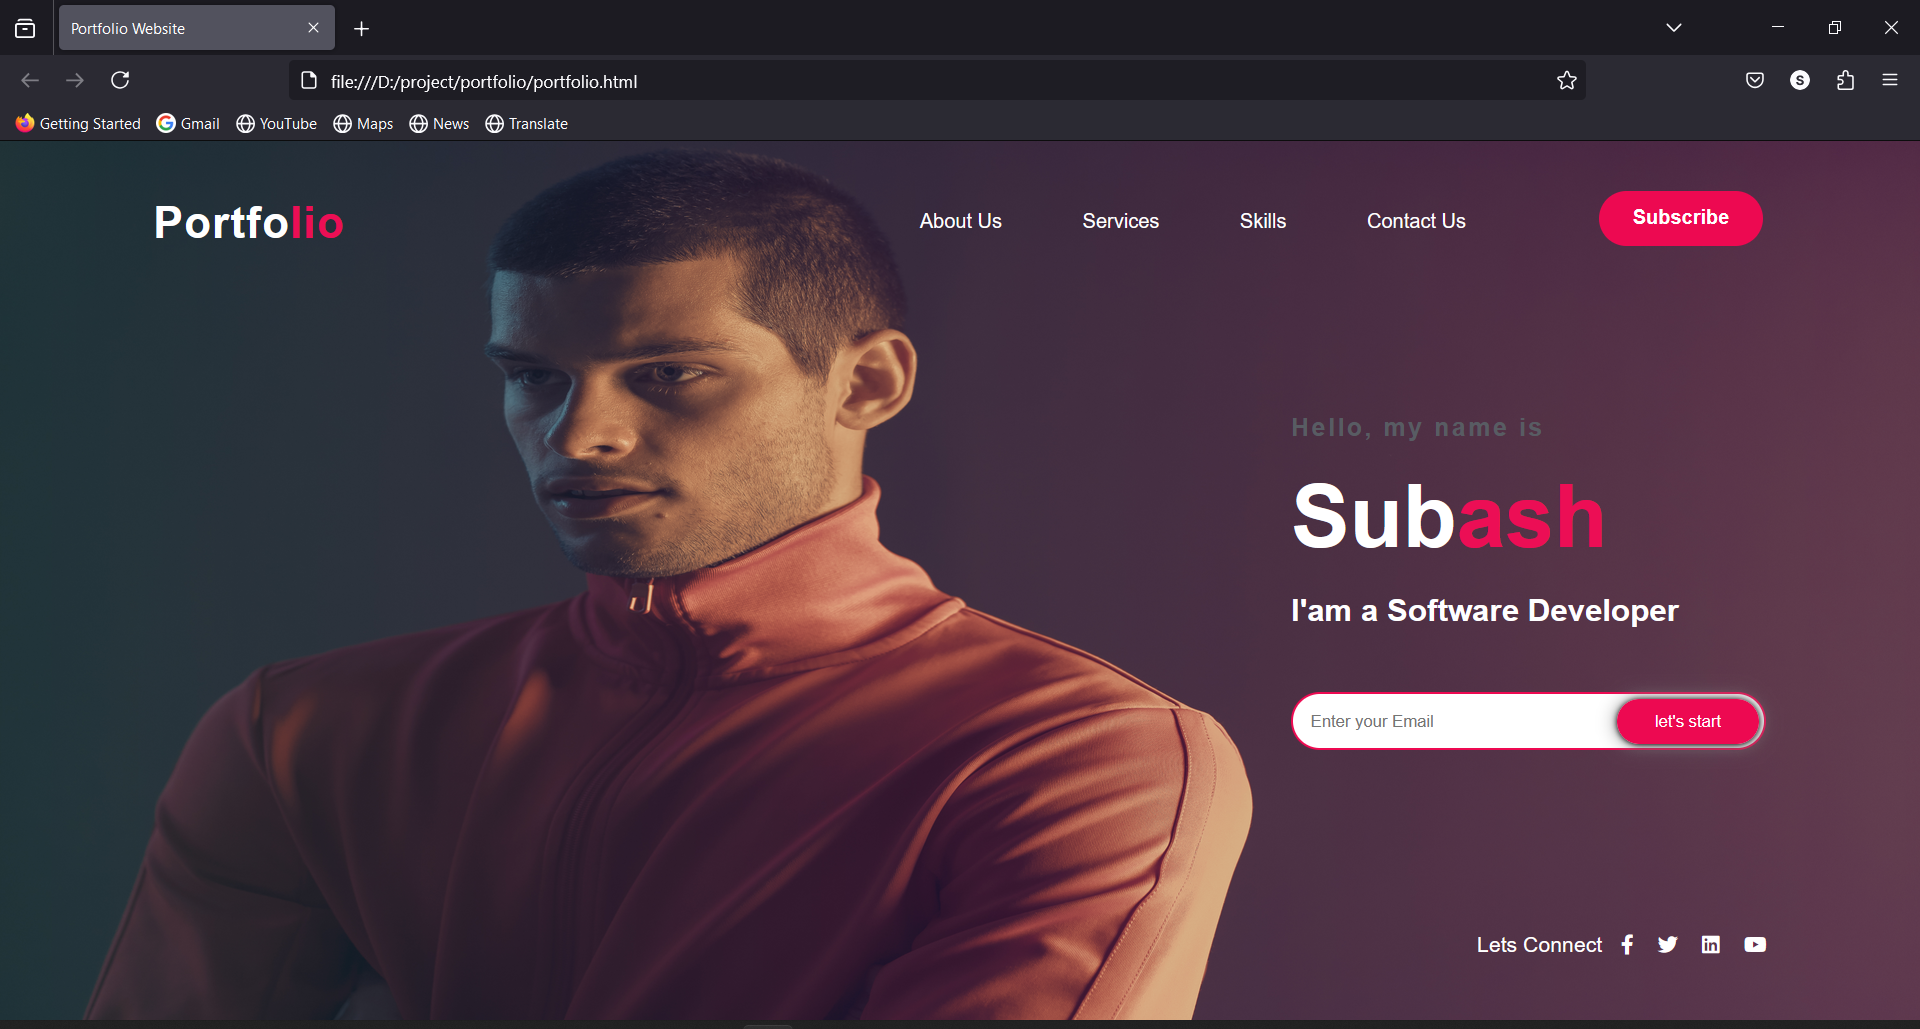 Portfolio Website
file:///D:/project/portfolio/portfolio.html
S
Getting Started Gmail YouTube Maps News Translate
Portfolio About Us Services Skills Contact Us Subscribe
Hello, my name is
Subash
I'am a Software Developer
Enter your Email let's start
Lets Connect